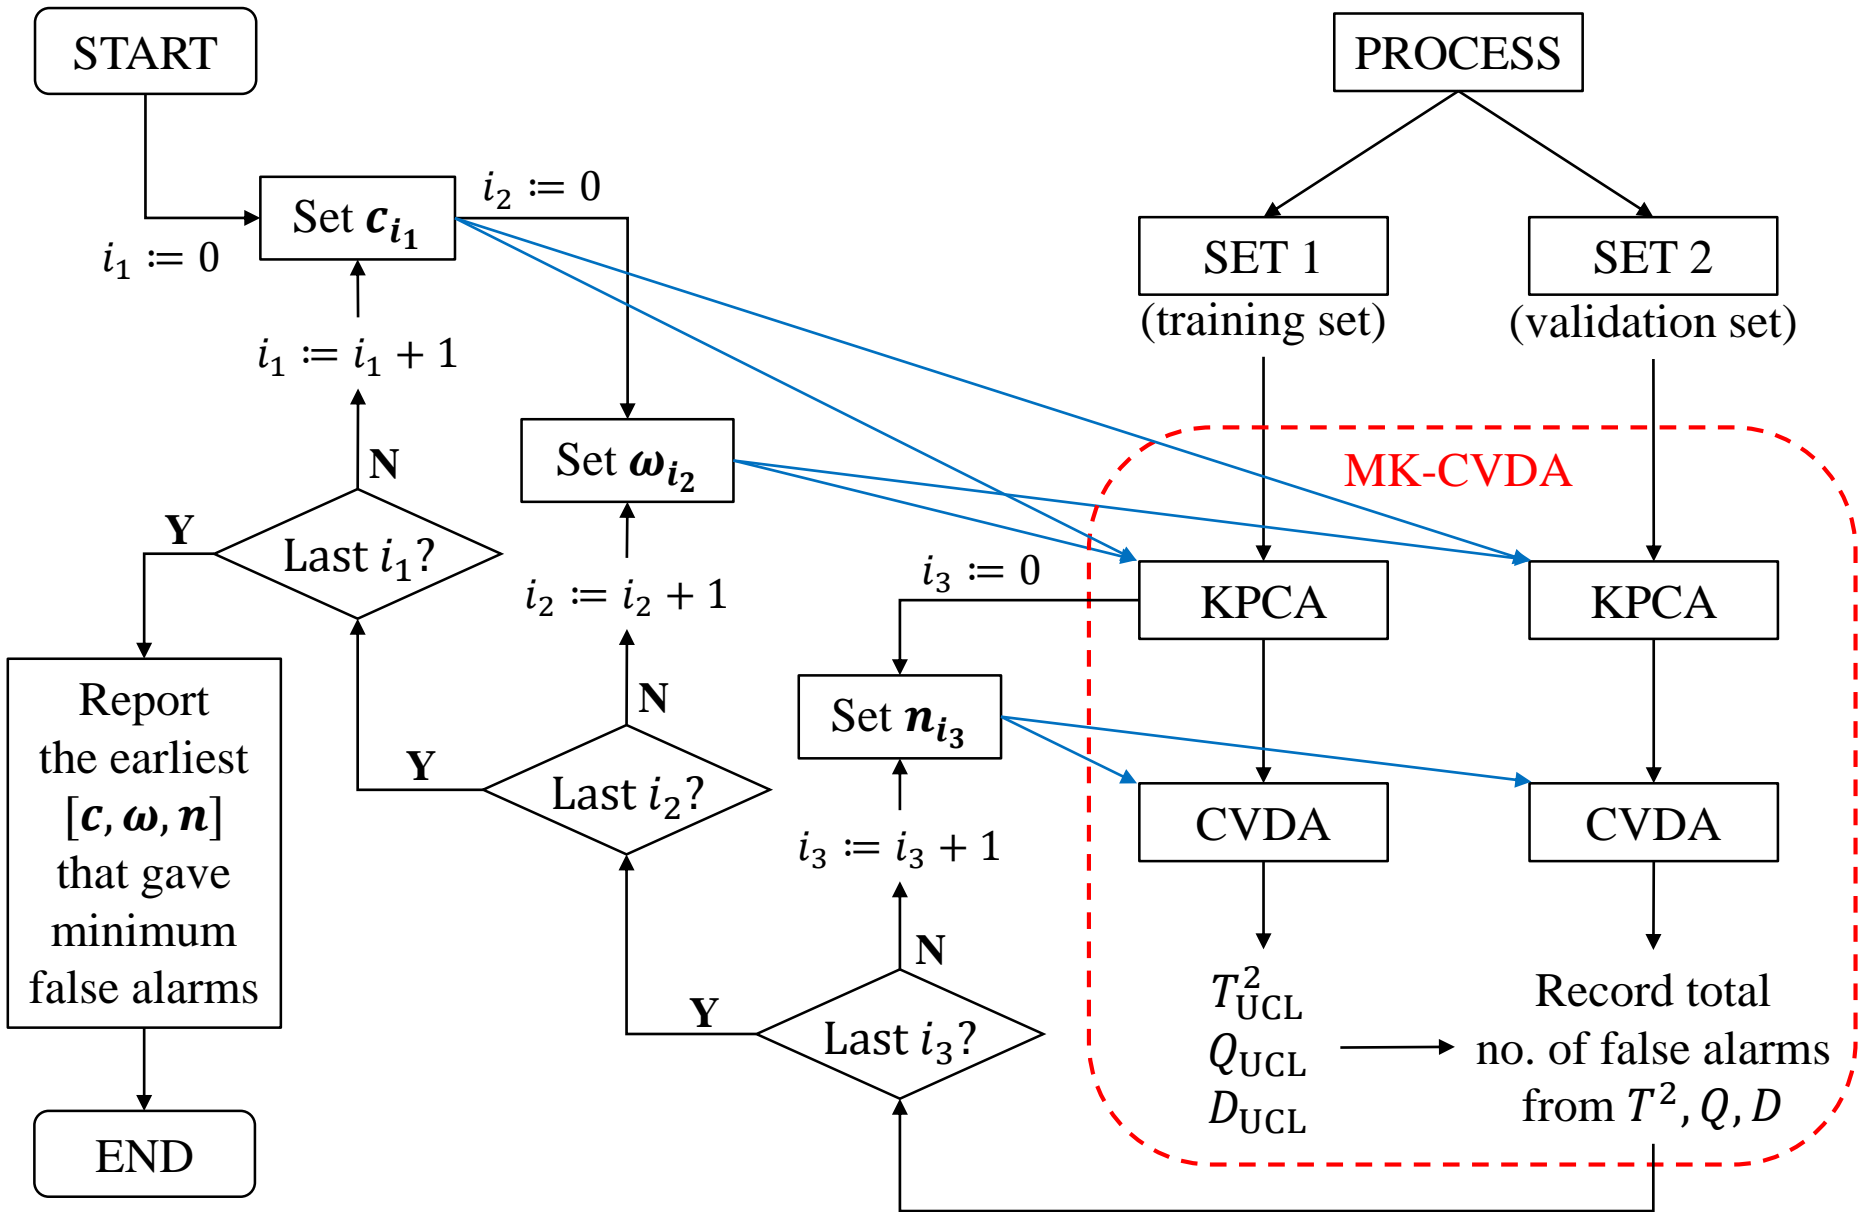 START
i₁ ≔ 0
Set c_{i₁}
i₂ ≔ 0
i₁ ≔ i₁ + 1
N
Last i₁?
Y
Report
the earliest
[c, ω, n]
that gave
minimum
false alarms
END
Set ω_{i₂}
i₂ ≔ i₂ + 1
N
Last i₂?
Y
i₃ ≔ 0
Set n_{i₃}
i₃ ≔ i₃ + 1
N
Last i₃?
Y
PROCESS
SET 1
(training set)
SET 2
(validation set)
MK-CVDA
KPCA
KPCA
CVDA
CVDA
T²_UCL
Q_UCL
D_UCL
Record total
no. of false alarms
from T², Q, D